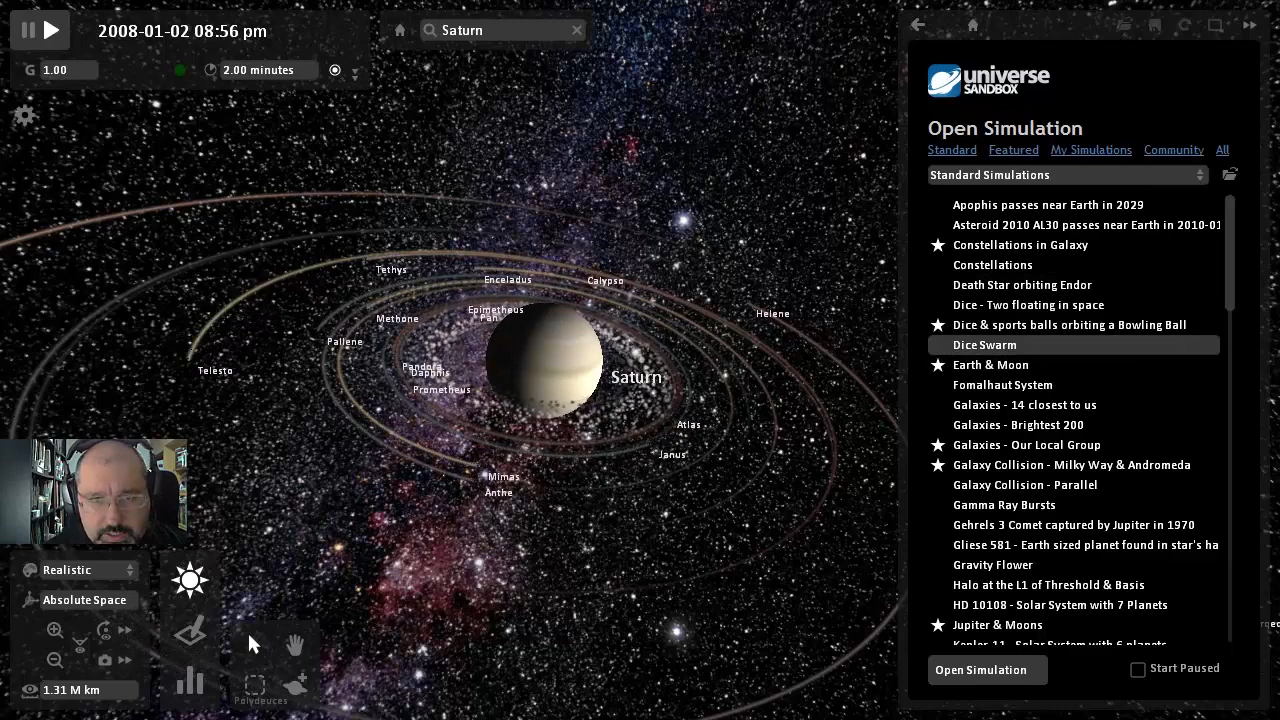 2008-01-02 08:56 pm
G 1.00
2.00 minutes
Saturn
Tethys
Enceladus
Calypso
Epimetheus
Pan
Methone
Helene
Pallene
Telesto
Pandora
Daphnis
Prometheus
Saturn
Atlas
Janus
Mimas
Anthe
Realistic
Absolute Space
1.31 M km
Polydeuces
universe
SANDBOX
Open Simulation
Standard Featured My Simulations Community All
Standard Simulations
Apophis passes near Earth in 2029
Asteroid 2010 AL30 passes near Earth in 2010-01
Constellations in Galaxy
Constellations
Death Star orbiting Endor
Dice - Two floating in space
Dice & sports balls orbiting a Bowling Ball
Dice Swarm
Earth & Moon
Fomalhaut System
Galaxies - 14 closest to us
Galaxies - Brightest 200
Galaxies - Our Local Group
Galaxy Collision - Milky Way & Andromeda
Galaxy Collision - Parallel
Gamma Ray Bursts
Gehrels 3 Comet captured by Jupiter in 1970
Gliese 581 - Earth sized planet found in star's ha
Gravity Flower
Halo at the L1 of Threshold & Basis
HD 10108 - Solar System with 7 Planets
Jupiter & Moons
Kepler 11 - Solar System with 6 planets
Open Simulation
Start Paused